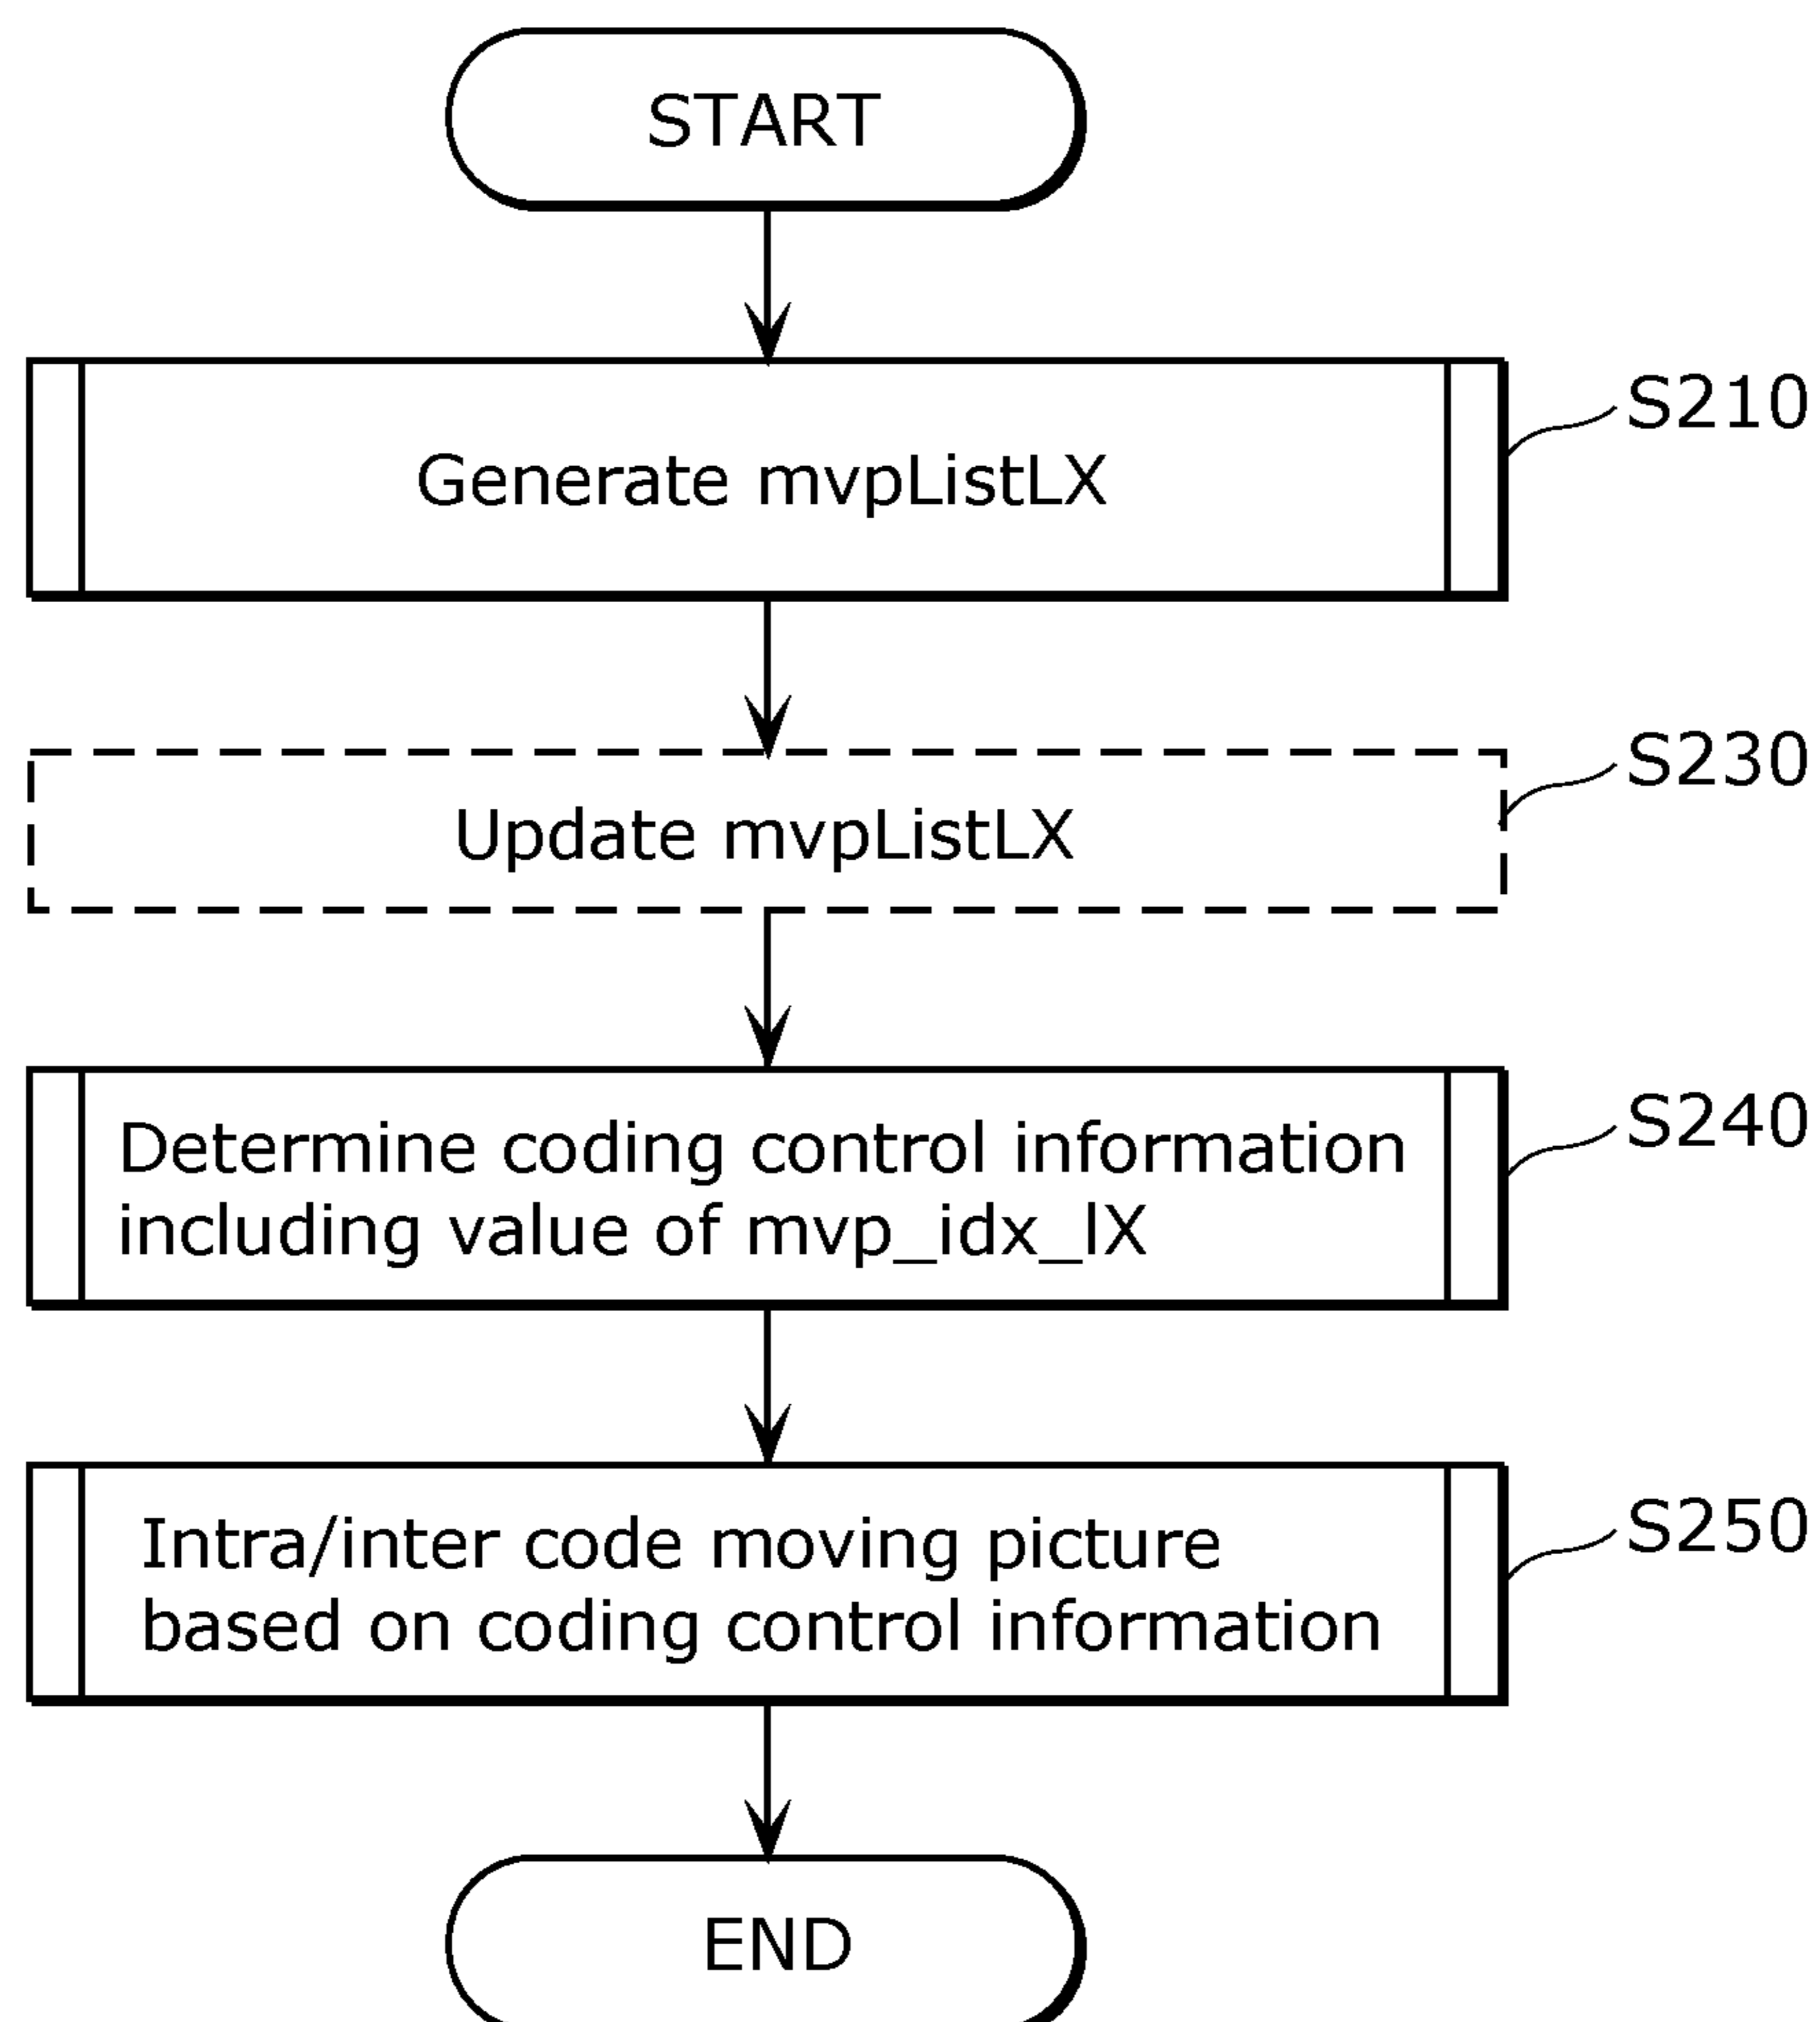 START
Generate mvpListLX
S210
Update mvpListLX
S230
Determine coding control information
including value of mvp_idx_lX
S240
Intra/inter code moving picture
based on coding control information
S250
END